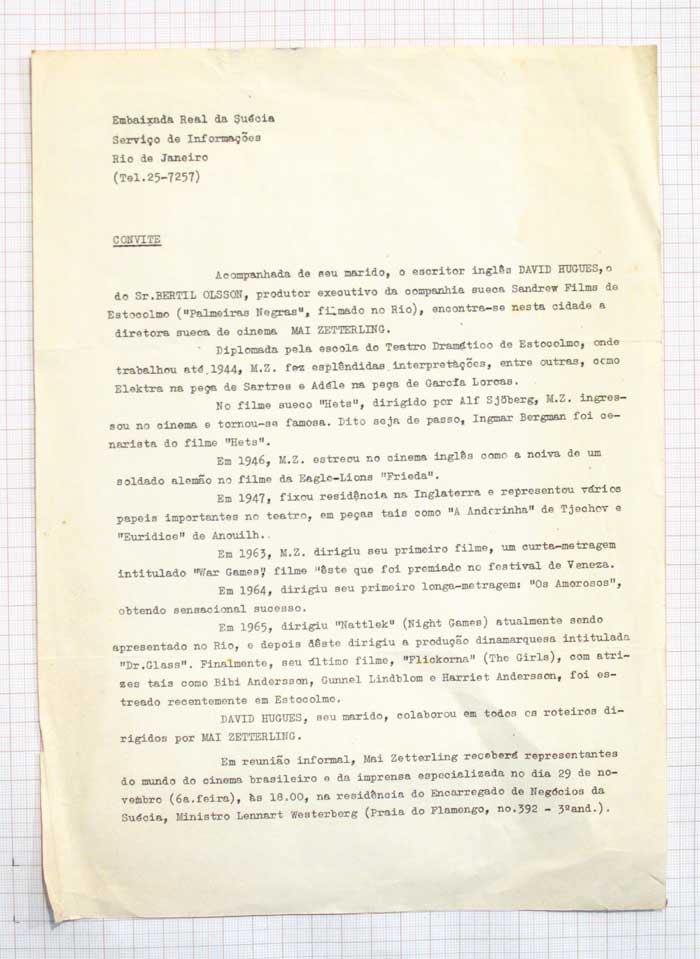 Embaixada Real da Suécia
Serviço de Informações
Rio de Janeiro
(Tel.25-7257)
CONVITE
Acompanhada de seu marido, o escritor inglês DAVID HUGUES, o
do Sr.BERTIL OLSSON, produtor executivo da companhia sueca Sandrew Films de
Estocolmo ("Palmeiras Negras", filmado no Rio), encontra-se nesta cidade a
diretora sueca de cinema MAI ZETTERLING.
Diplomada pela escola do Teatro Dramático de Estocolmo, onde
trabalhou até 1944, M.Z. fez esplêndidas interpretações, entre outras, como
Elektra na peça de Sartres e Adéle na peça de García Lorcas.
No filme sueco "Hets", dirigido por Alf Sjöberg, M.Z. ingres-
sou no cinema e tornou-se famosa. Dito seja de passo, Ingmar Bergman foi ce-
narista do filme "Hets".
Em 1946, M.Z. estreou no cinema inglês como a noiva de um
soldado alemão no filme da Eagle-Lions "Frieda".
Em 1947, fixou residência na Inglaterra e representou vários
papeis importantes no teatro, em peças tais como "A Andorinha" de Tjechov e
"Euridice" de Anouilh.
Em 1963, M.Z. dirigiu seu primeiro filme, um curta-metragem
intitulado "War Games", filme "êste que foi premiado no festival de Veneza.
Em 1964, dirigiu seu primeiro longa-metragem: "Os Amorosos",
obtendo sensacional sucesso.
Em 1965, dirigiu "Nattlek" (Night Games) atualmente sendo
apresentado no Rio, e depois dêste dirigiu a produção dinamarquesa intitulada
"Dr.Glass". Finalmente, seu último filme, "Flickorna" (The Girls), com atri-
zes tais como Bibi Andersson, Gunnel Lindblom e Harriet Andersson, foi es-
treado recentemente em Estocolmo.
DAVID HUGUES, seu marido, colaborou em todos os roteiros di-
rigidos por MAI ZETTERLING.
Em reunião informal, Mai Zetterling receberá representantes
do mundo do cinema brasileiro e da imprensa especializada no dia 29 de no-
vembro (6a.feira), às 18.00, na residência do Encarregado de Negócios da
Suécia, Ministro Lennart Westerberg (Praia do Flamengo, no.392 - 3ºand.).